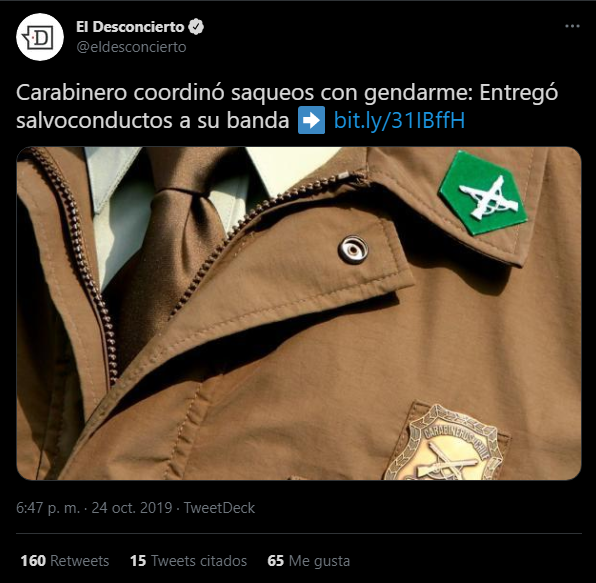 El Desconcierto
@eldesconcierto
Carabinero coordinó saqueos con gendarme: Entregó
salvoconductos a su banda ➡ bit.ly/31IBffH
CARABINEROS CHILE
6:47 p. m. · 24 oct. 2019 · TweetDeck
160 Retweets 15 Tweets citados 65 Me gusta